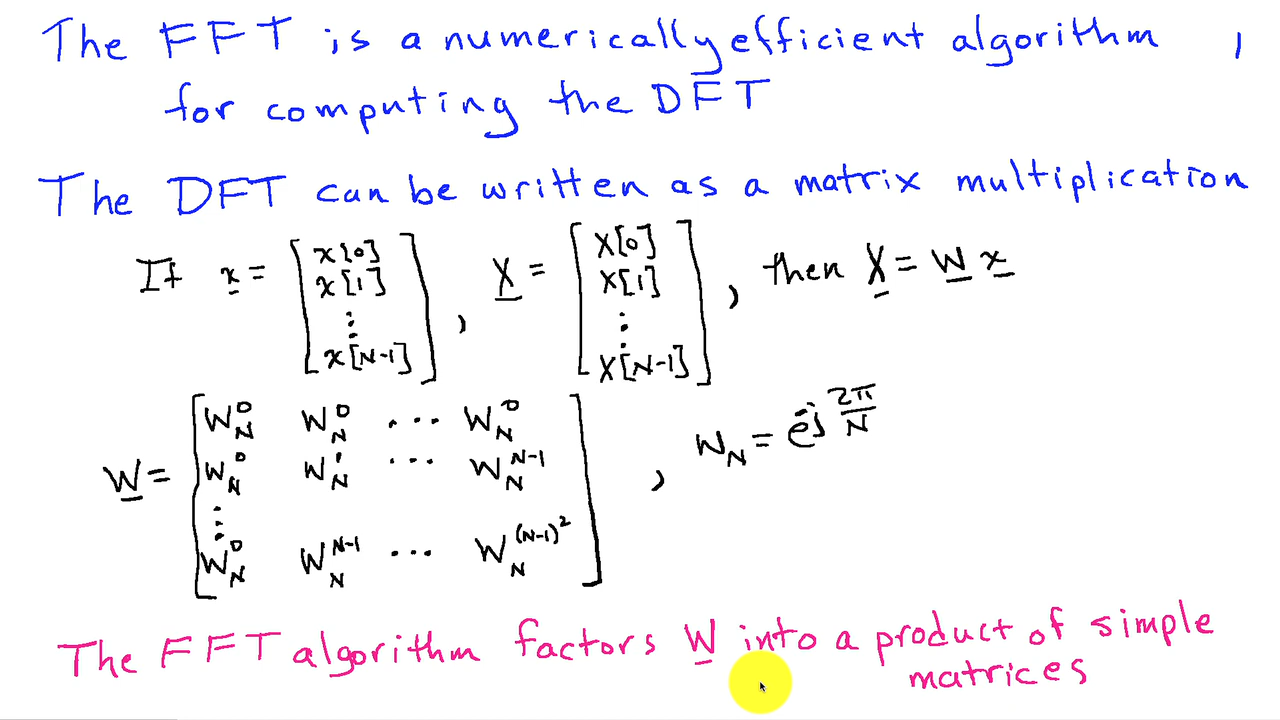 The FFT is a numerically efficient algorithm
for computing the DFT
The DFT can be written as a matrix multiplication
If x = [x[0] x[1] ⋮ x[N-1]], X = [X[0] X[1] ⋮ X[N-1]], then X = W x
W = [W_N^0 W_N^0 ... W_N^0
W_N^0 W_N^1 ... W_N^{N-1}
⋮
W_N^0 W_N^{N-1} ... W_N^{(N-1)^2}], W_N = e^{-j 2π/N}
The FFT algorithm factors W into a product of simple
matrices